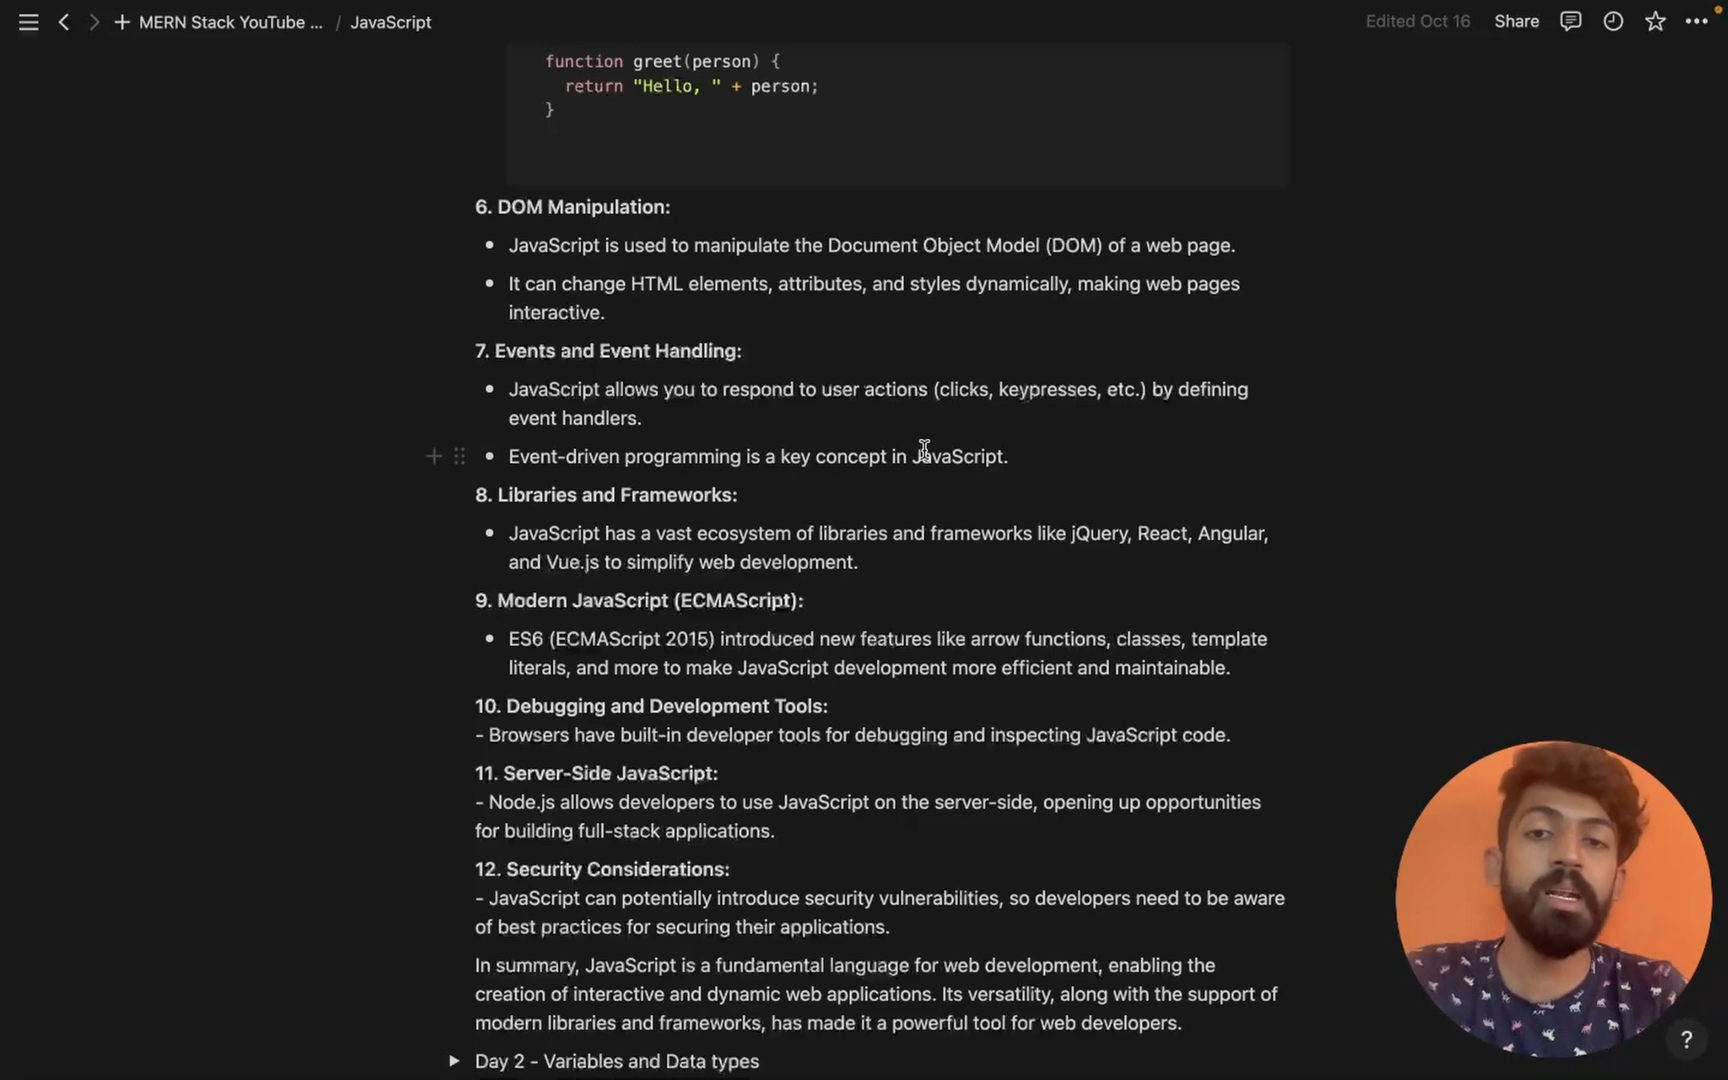 MERN Stack YouTube ... / JavaScript Edited Oct 16 Share
function greet(person) {
return "Hello, " + person;
}
6. DOM Manipulation:
• JavaScript is used to manipulate the Document Object Model (DOM) of a web page.
• It can change HTML elements, attributes, and styles dynamically, making web pages
interactive.
7. Events and Event Handling:
• JavaScript allows you to respond to user actions (clicks, keypresses, etc.) by defining
event handlers.
• Event-driven programming is a key concept in JavaScript.
8. Libraries and Frameworks:
• JavaScript has a vast ecosystem of libraries and frameworks like jQuery, React, Angular,
and Vue.js to simplify web development.
9. Modern JavaScript (ECMAScript):
• ES6 (ECMAScript 2015) introduced new features like arrow functions, classes, template
literals, and more to make JavaScript development more efficient and maintainable.
10. Debugging and Development Tools:
- Browsers have built-in developer tools for debugging and inspecting JavaScript code.
11. Server-Side JavaScript:
- Node.js allows developers to use JavaScript on the server-side, opening up opportunities
for building full-stack applications.
12. Security Considerations:
- JavaScript can potentially introduce security vulnerabilities, so developers need to be aware
of best practices for securing their applications.
In summary, JavaScript is a fundamental language for web development, enabling the
creation of interactive and dynamic web applications. Its versatility, along with the support of
modern libraries and frameworks, has made it a powerful tool for web developers.
Day 2 - Variables and Data types
?